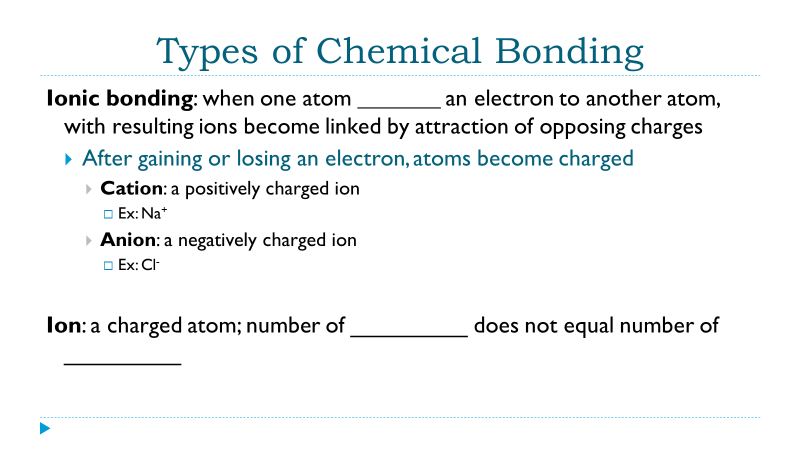 Types of Chemical Bonding
Ionic bonding: when one atom _______ an electron to another atom,
with resulting ions become linked by attraction of opposing charges
After gaining or losing an electron, atoms become charged
Cation: a positively charged ion
Ex: Na⁺
Anion: a negatively charged ion
Ex: Cl⁻
Ion: a charged atom; number of __________ does not equal number of
__________